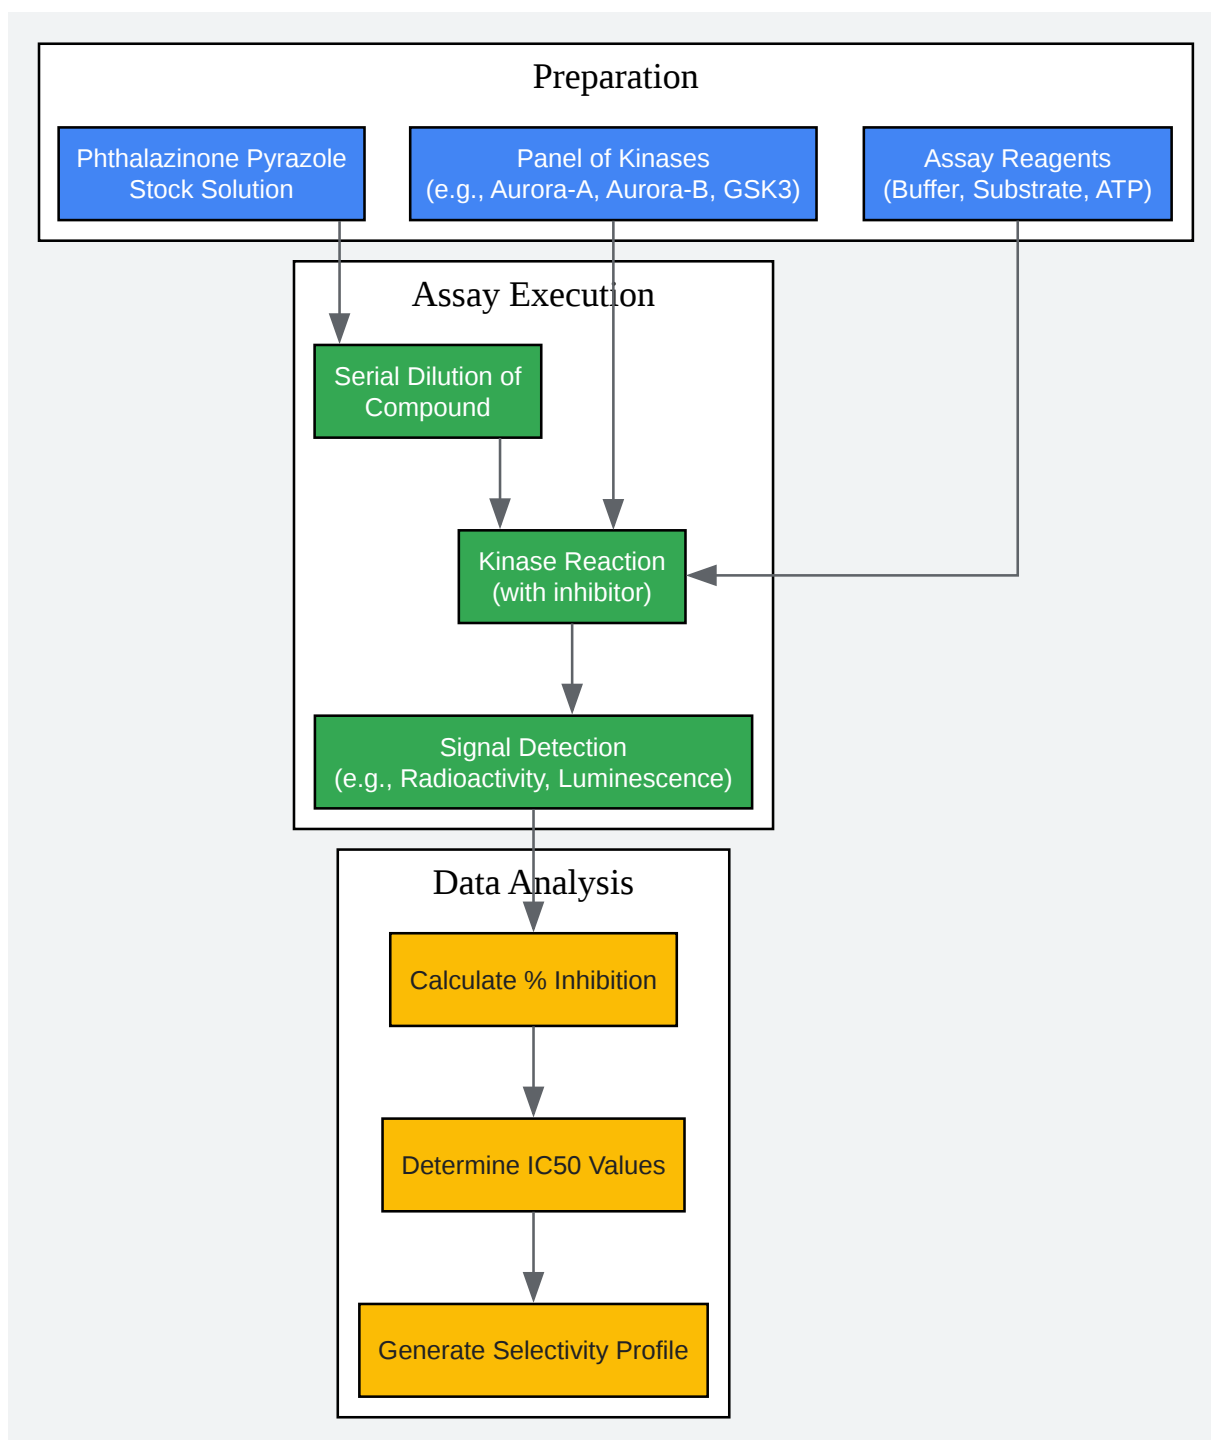 Preparation
Phthalazinone Pyrazole
Stock Solution
Panel of Kinases
(e.g., Aurora-A, Aurora-B, GSK3)
Assay Reagents
(Buffer, Substrate, ATP)
Assay Execution
Serial Dilution of
Compound
Kinase Reaction
(with inhibitor)
Signal Detection
(e.g., Radioactivity, Luminescence)
Data Analysis
Calculate % Inhibition
Determine IC50 Values
Generate Selectivity Profile